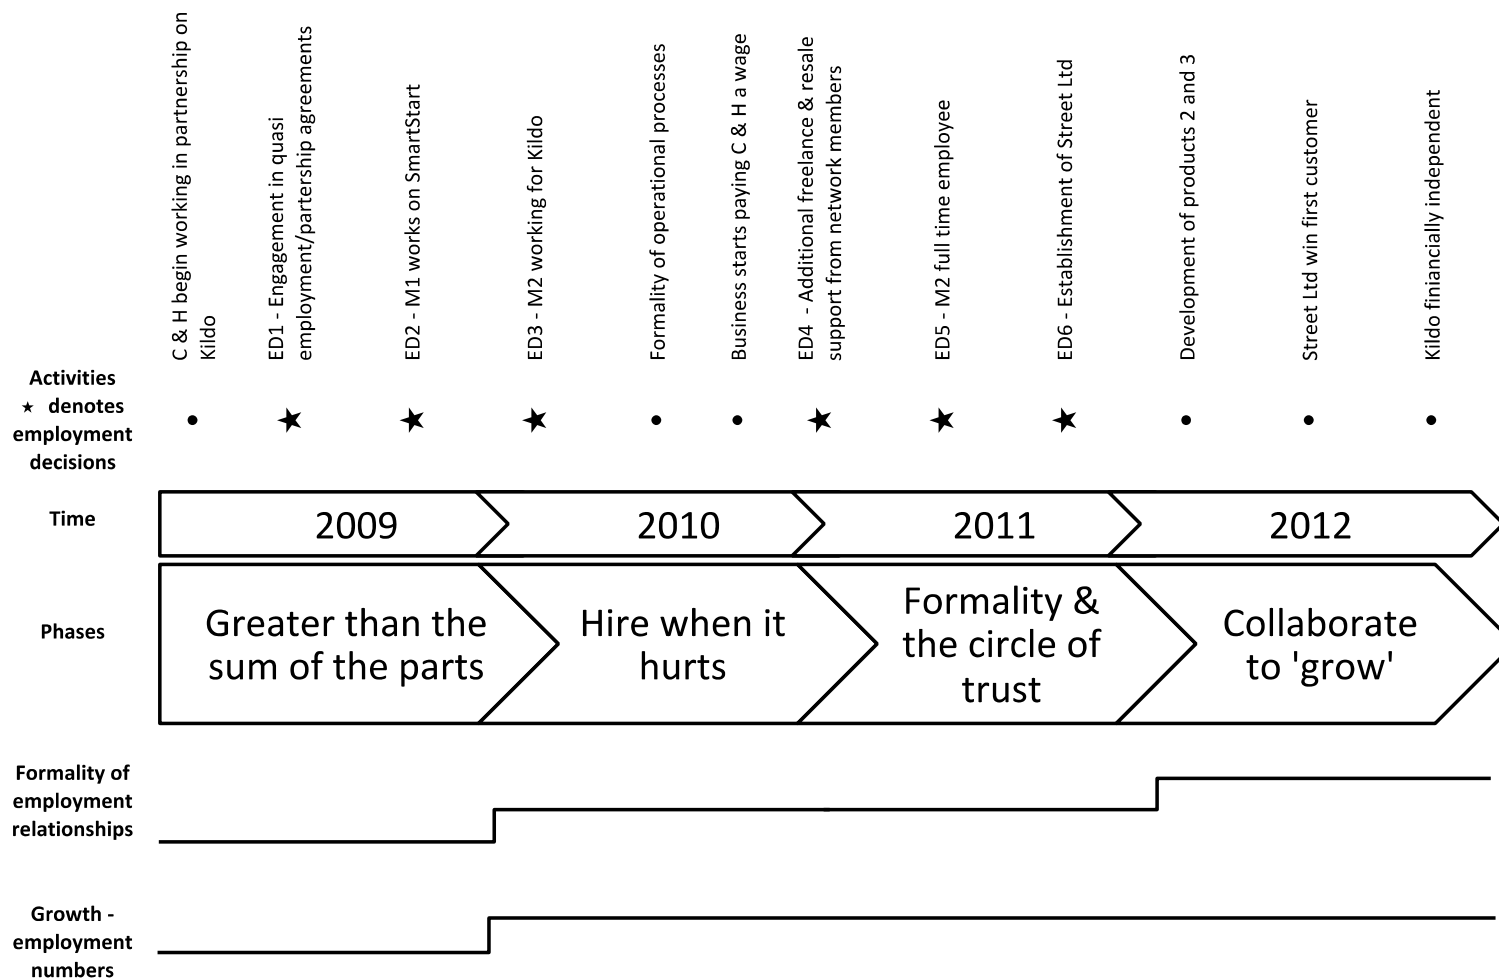 C & H begin working in partnership on
Kildo
ED1 - Engagement in quasi
employment/partership agreements
ED2 - M1 works on SmartStart
ED3 - M2 working for Kildo
Formality of operational processes
Business starts paying C & H a wage
ED4  - Additional freelance & resale
support from network members
ED5 - M2 full time employee
ED6 - Establishment of Street Ltd
Development of products 2 and 3
Street Ltd win first customer
Kildo finiancially independent
Activities
★ denotes
employment
decisions
Time
2009
2010
2011
2012
Phases
Greater than the
sum of the parts
Hire when it
hurts
Formality &
the circle of
trust
Collaborate
to 'grow'
Formality of
employment
relationships
Growth -
employment
numbers